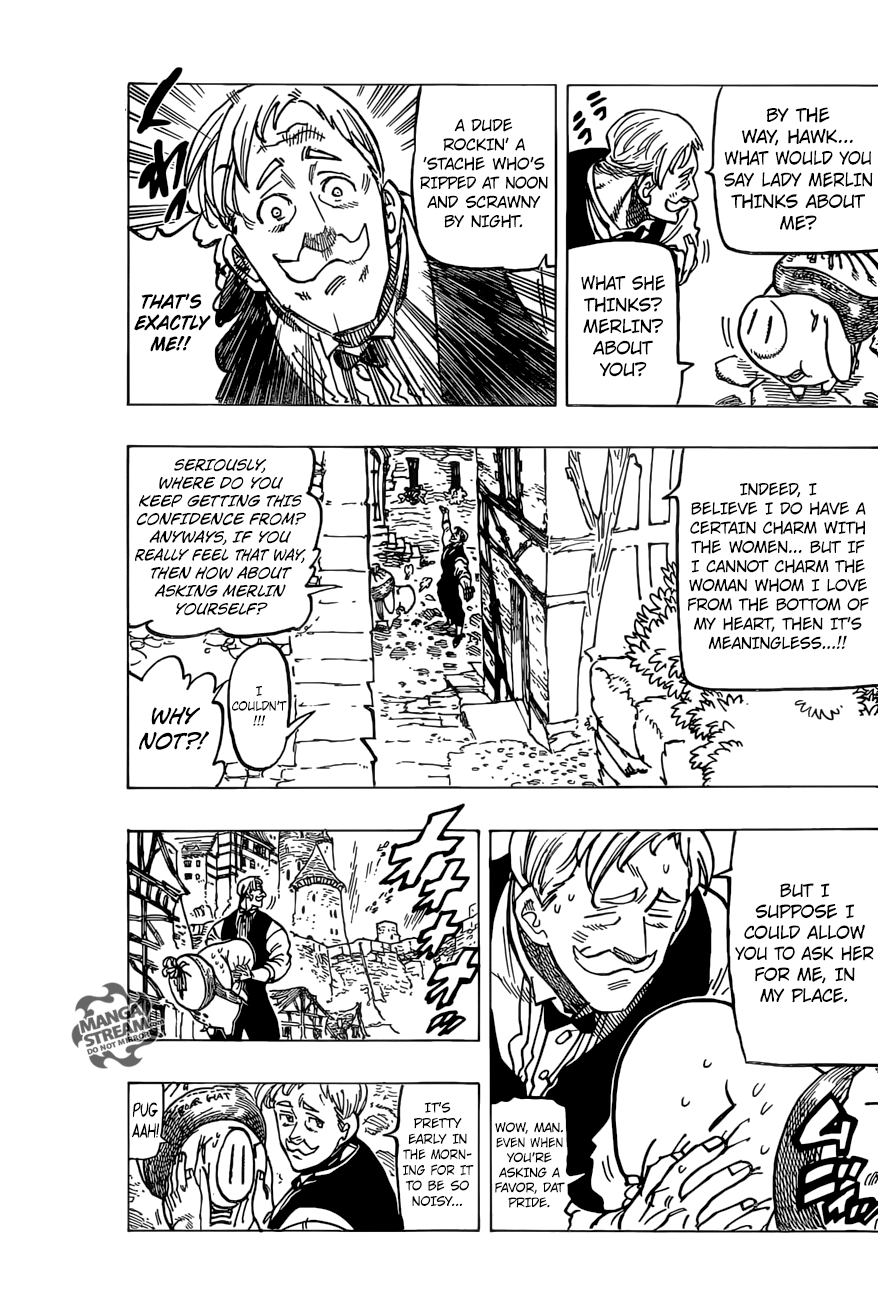 BY THE
WAY, HAWK...
WHAT WOULD YOU
SAY LADY MERLIN
THINKS ABOUT
ME?
WHAT SHE
THINKS?
MERLIN?
ABOUT
YOU?
A DUDE
ROCKIN' A
'STACHE WHO'S
RIPPED AT NOON
AND SCRAWNY
BY NIGHT.
THAT'S
EXACTLY
ME!!
INDEED, I
BELIEVE I DO HAVE A
CERTAIN CHARM WITH
THE WOMEN... BUT IF
I CANNOT CHARM THE
WOMAN WHOM I LOVE
FROM THE BOTTOM OF
MY HEART, THEN IT'S
MEANINGLESS...!!
SERIOUSLY,
WHERE DO YOU
KEEP GETTING THIS
CONFIDENCE FROM?
ANYWAYS, IF YOU
REALLY FEEL THAT WAY,
THEN HOW ABOUT
ASKING MERLIN
YOURSELF?
I
COULDN'T
!!!
WHY
NOT?!
BUT I
SUPPOSE I
COULD ALLOW
YOU TO ASK HER
FOR ME, IN
MY PLACE.
WOW, MAN.
EVEN WHEN
YOU'RE
ASKING A
FAVOR, DAT
PRIDE.
オオオオ
MANGA
STREAM
DO NOT MIRROR
IT'S
PRETTY
EARLY IN
THE MORN-
ING FOR IT
TO BE SO
NOISY...
PUG
AAH!
BOAR HAT